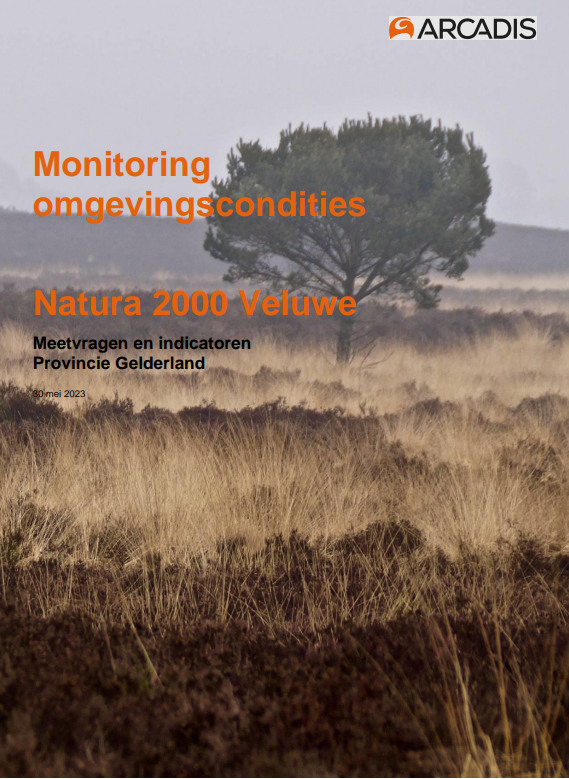 ARCADIS
Monitoring
omgevingscondities
Natura 2000 Veluwe
Meetvragen en indicatoren
Provincie Gelderland
30 mei 2023